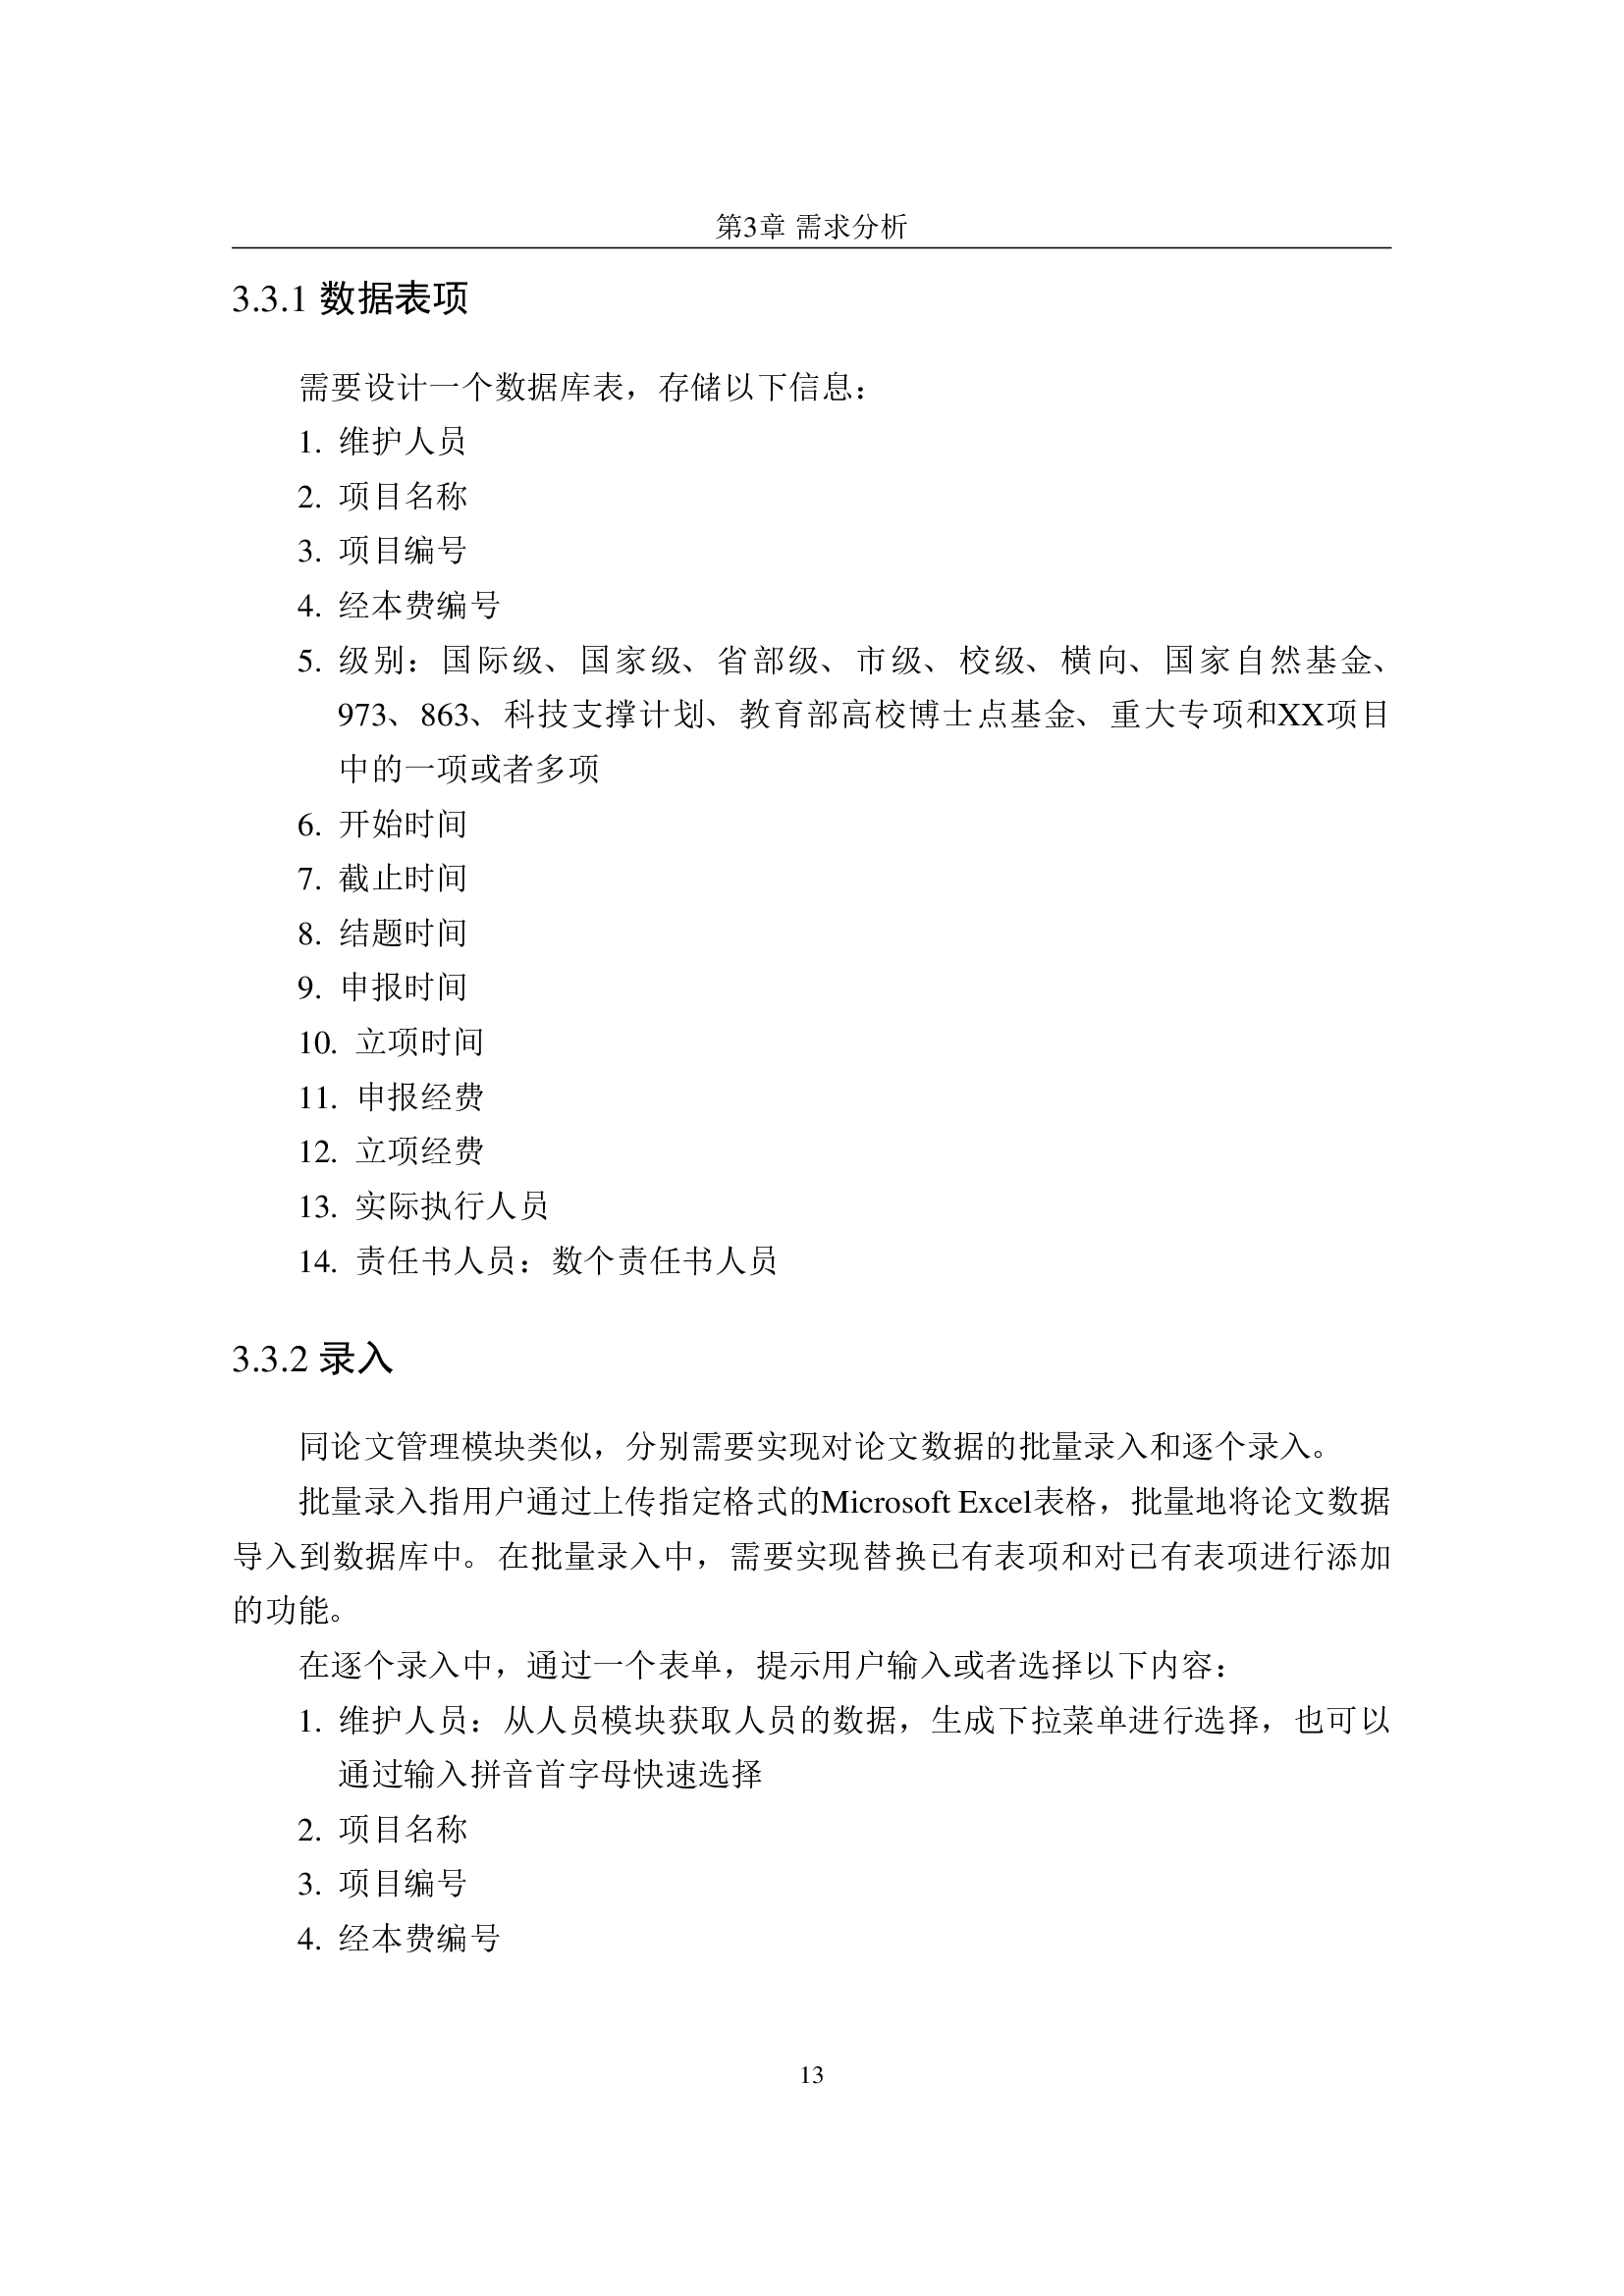 第3章 需求分析
3.3.1 数据表项
需要设计一个数据库表，存储以下信息：
1. 维护人员
2. 项目名称
3. 项目编号
4. 经本费编号
5. 级别：国际级、国家级、省部级、市级、校级、横向、国家自然基金、
973、863、科技支撑计划、教育部高校博士点基金、重大专项和XX项目
中的一项或者多项
6. 开始时间
7. 截止时间
8. 结题时间
9. 申报时间
10. 立项时间
11. 申报经费
12. 立项经费
13. 实际执行人员
14. 责任书人员：数个责任书人员
3.3.2 录入
同论文管理模块类似，分别需要实现对论文数据的批量录入和逐个录入。
批量录入指用户通过上传指定格式的Microsoft Excel表格，批量地将论文数据
导入到数据库中。在批量录入中，需要实现替换已有表项和对已有表项进行添加
的功能。
在逐个录入中，通过一个表单，提示用户输入或者选择以下内容：
1. 维护人员：从人员模块获取人员的数据，生成下拉菜单进行选择，也可以
通过输入拼音首字母快速选择
2. 项目名称
3. 项目编号
4. 经本费编号
13